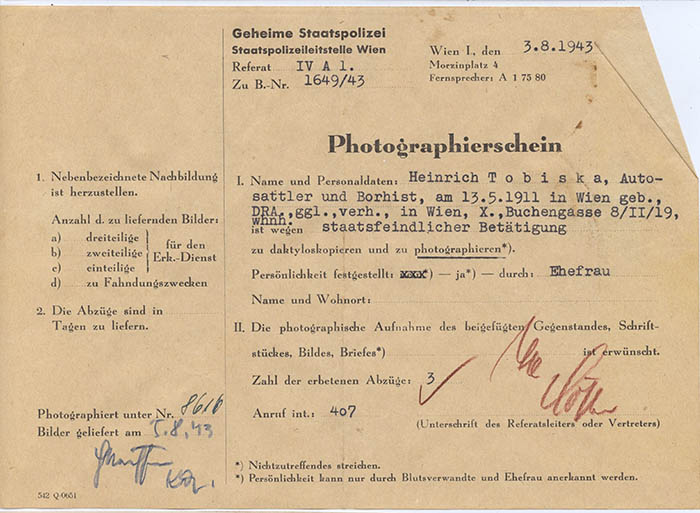 Geheime Staatspolizei
Staatspolizeileitstelle Wien
Referat IV A 1.
Zu B.-Nr. 1649/43
Wien I., den 3.8.1943
Morzinplatz 4
Fernsprecher: A 1 75 80
Photographierschein
1. Nebenbezeichnete Nachbildung
ist herzustellen.
Anzahl d. zu liefernden Bilder:
a) dreiteilige
b) zweiteilige
c) einteilige
für den
Erk.-Dienst
d) zu Fahndungszwecken
2. Die Abzüge sind in
Tagen zu liefern.
Photographiert unter Nr. 8616
Bilder geliefert am 5.8.43
542 Q-0651
I. Name und Personaldaten: Heinrich T o b i s k a, Auto-
sattler und Borhist, am 13.5.1911 in Wien geb.,
DRA.,ggl.,verh., in Wien, X.,Buchengasse 8/II/19,
whnh.
ist wegen staatsfeindlicher Betätigung
zu daktyloskopieren und zu photographieren*).
Persönlichkeit festgestellt: xxx*) — ja*) — durch: Ehefrau
Name und Wohnort:
II. Die photographische Aufnahme des beigefügten Gegenstandes, Schrift-
stückes, Bildes, Briefes*) ist erwünscht.
Zahl der erbetenen Abzüge: 3
Anruf int.: 407
(Unterschrift des Referatsleiters oder Vertreters)
*) Nichtzutreffendes streichen.
*) Persönlichkeit kann nur durch Blutsverwandte und Ehefrau anerkannt werden.